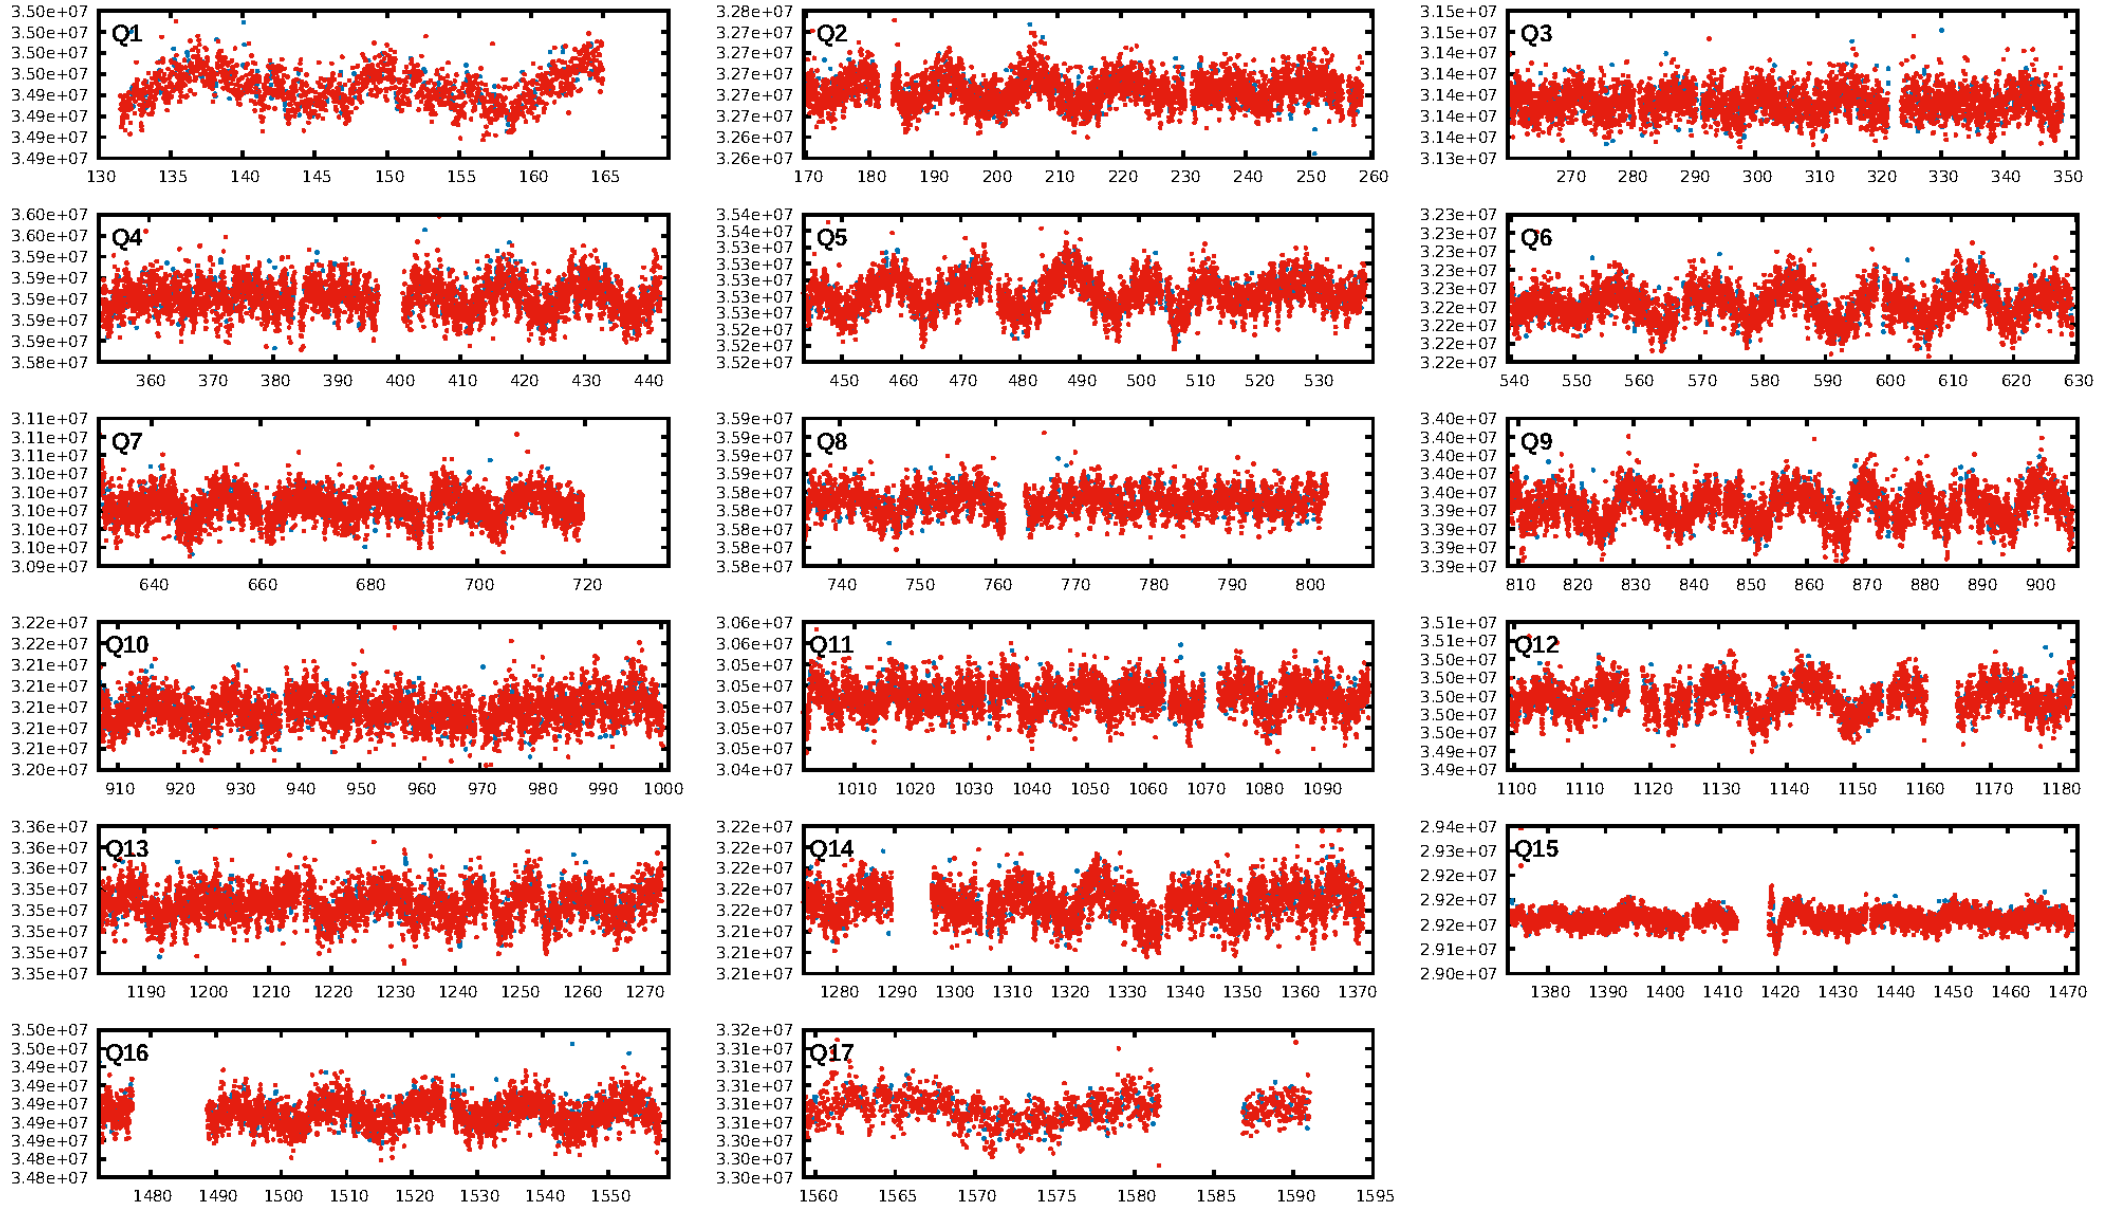 3.50e+07
3.50e+07
3.50e+07
3.50e+07
3.49e+07
3.49e+07
3.49e+07
3.49e+07
Q1
130 135 140 145 150 155 160 165
3.28e+07
3.27e+07
3.27e+07
3.27e+07
3.27e+07
3.27e+07
3.26e+07
3.26e+07
Q2
170 180 190 200 210 220 230 240 250 260
3.15e+07
3.15e+07
3.14e+07
3.14e+07
3.14e+07
3.14e+07
3.14e+07
3.13e+07
Q3
270 280 290 300 310 320 330 340 350
3.60e+07
3.60e+07
3.59e+07
3.59e+07
3.59e+07
3.59e+07
3.59e+07
3.58e+07
Q4
360 370 380 390 400 410 420 430 440
3.54e+07
3.54e+07
3.53e+07
3.53e+07
3.53e+07
3.53e+07
3.53e+07
3.52e+07
3.52e+07
3.52e+07
Q5
450 460 470 480 490 500 510 520 530
3.23e+07
3.23e+07
3.23e+07
3.23e+07
3.23e+07
3.22e+07
3.22e+07
3.22e+07
3.22e+07
Q6
540 550 560 570 580 590 600 610 620 630
3.11e+07
3.11e+07
3.10e+07
3.10e+07
3.10e+07
3.10e+07
3.10e+07
3.10e+07
3.09e+07
Q7
640 660 680 700 720
3.59e+07
3.59e+07
3.59e+07
3.59e+07
3.58e+07
3.58e+07
3.58e+07
3.58e+07
3.58e+07
Q8
740 750 760 770 780 790 800
3.40e+07
3.40e+07
3.40e+07
3.40e+07
3.40e+07
3.39e+07
3.39e+07
3.39e+07
3.39e+07
Q9
810 820 830 840 850 860 870 880 890 900
3.22e+07
3.22e+07
3.21e+07
3.21e+07
3.21e+07
3.21e+07
3.21e+07
3.20e+07
Q10
910 920 930 940 950 960 970 980 990 1000
3.06e+07
3.06e+07
3.05e+07
3.05e+07
3.05e+07
3.05e+07
3.05e+07
3.04e+07
Q11
1010 1020 1030 1040 1050 1060 1070 1080 1090
3.51e+07
3.51e+07
3.50e+07
3.50e+07
3.50e+07
3.50e+07
3.50e+07
3.49e+07
3.49e+07
Q12
1100 1110 1120 1130 1140 1150 1160 1170 1180
3.36e+07
3.36e+07
3.36e+07
3.35e+07
3.35e+07
3.35e+07
3.35e+07
3.35e+07
Q13
1190 1200 1210 1220 1230 1240 1250 1260 1270
3.22e+07
3.22e+07
3.22e+07
3.22e+07
3.22e+07
3.21e+07
3.21e+07
3.21e+07
Q14
1280 1290 1300 1310 1320 1330 1340 1350 1360 1370
2.94e+07
2.93e+07
2.92e+07
2.92e+07
2.92e+07
2.91e+07
2.90e+07
Q15
1380 1390 1400 1410 1420 1430 1440 1450 1460 1470
3.50e+07
3.50e+07
3.49e+07
3.49e+07
3.49e+07
3.49e+07
3.49e+07
3.48e+07
3.48e+07
Q16
1480 1490 1500 1510 1520 1530 1540 1550
3.32e+07
3.31e+07
3.31e+07
3.31e+07
3.31e+07
3.31e+07
3.30e+07
3.30e+07
3.30e+07
Q17
1560 1565 1570 1575 1580 1585 1590 1595